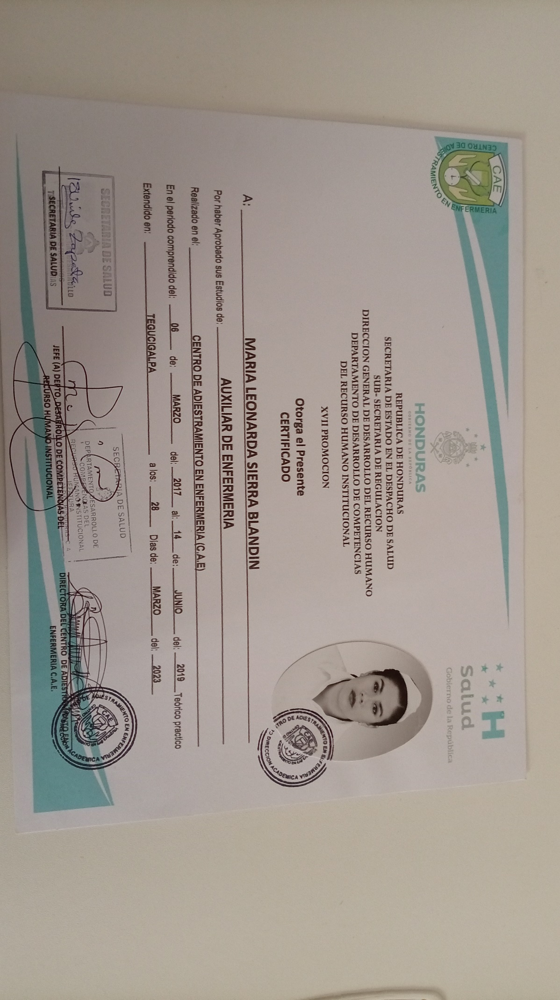 CAE
CENTRO DE ADIESTRAMIENTO EN ENFERMERIA
HONDURAS
GOBIERNO DE LA REPÚBLICA
H
Salud
Gobierno de la República
REPUBLICA DE HONDURAS
SECRETARIA DE ESTADO EN EL DESPACHO DE SALUD
SUB- SECRETARIA DE REGULACION
DIRECCION GENERAL DE DESARROLLO DEL RECURSO HUMANO
DEPARTAMENTO DE DESARROLLO DE COMPETENCIAS
DEL RECURSO HUMANO INSTITUCIONAL
XVII PROMOCION
Otorga el Presente
CERTIFICADO
A: MARIA LEONARDA SIERRA BLANDIN
Por haber Aprobado sus Estudios de: AUXILIAR DE ENFERMERIA
Realizado en el: CENTRO DE ADIESTRAMIENTO EN ENFERMERIA (C.A.E)
En el periodo comprendido del: 06 de: MARZO del: 2017 al: 14 de: JUNIO del: 2019 Teórico practico
Extendido en: TEGUCIGALPA a los: 28 Días de: MARZO del: 2023
SECRETARIA DE SALUD
SECRETARIA DE SALUD
SECRETARIA DE SALUD
DEPARTAMENTO DESARROLLO DE
COMPETENCIAS DEL
RECURSO HUMANO INSTITUCIONAL
JEFATURA
JEFE (A) DEPTO. DESARROLLO DE COMPETENCIAS DEL
RECURSO HUMANO INSTITUCIONAL
DIRECTORA DEL CENTRO DE ADIESTRAMIENTO EN
ENFERMERIA C.A.E.
DE ADIESTRAMIENTO EN ENFERMERIA
CAE
DIRECCION ACADEMICA
CENTRO DE ADIESTRAMIENTO EN ENFERMERIA
CAE
DIRECCION ACADEMICA